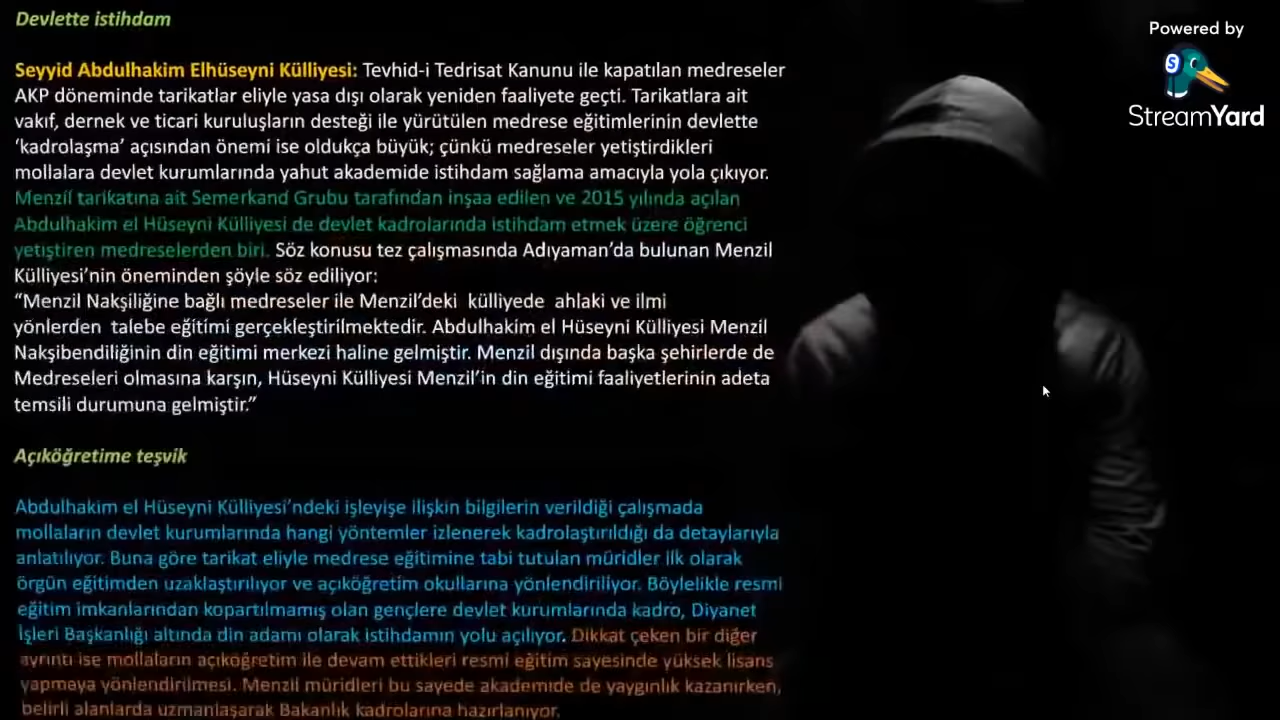 Devlette istihdam
Powered by
StreamYard
Seyyid Abdulhakim Elhüseyni Külliyesi: Tevhid-i Tedrisat Kanunu ile kapatılan medreseler
AKP döneminde tarikatlar eliyle yasa dışı olarak yeniden faaliyete geçti. Tarikatlara ait
vakıf, dernek ve ticari kuruluşların desteği ile yürütülen medrese eğitimlerinin devlette
‘kadrolaşma’ açısından önemi ise oldukça büyük; çünkü medreseler yetiştirdikleri
mollalara devlet kurumlarında yahut akademide istihdam sağlama amacıyla yola çıkıyor.
Menzil tarikatına ait Semerkand Grubu tarafından inşaa edilen ve 2015 yılında açılan
Abdulhakim el Hüseyni Külliyesi de devlet kadrolarında istihdam etmek üzere öğrenci
yetiştiren medreselerden biri. Söz konusu tez çalışmasında Adıyaman’da bulunan Menzil
Külliyesi’nin öneminden şöyle söz ediliyor:
“Menzil Nakşiliğine bağlı medreseler ile Menzil’deki külliyede ahlaki ve ilmi
yönlerden talebe eğitimi gerçekleştirilmektedir. Abdulhakim el Hüseyni Külliyesi Menzil
Nakşibendiliğinin din eğitimi merkezi haline gelmiştir. Menzil dışında başka şehirlerde de
Medreseleri olmasına karşın, Hüseyni Külliyesi Menzil’in din eğitimi faaliyetlerinin adeta
temsili durumuna gelmiştir.”
Açıköğretime teşvik
Abdulhakim el Hüseyni Külliyesi’ndeki işleyişe ilişkin bilgilerin verildiği çalışmada
mollaların devlet kurumlarında hangi yöntemler izlenerek kadrolaştırıldığı da detaylarıyla
anlatılıyor. Buna göre tarikat eliyle medrese eğitimine tabi tutulan müridler ilk olarak
örgün eğitimden uzaklaştırılıyor ve açıköğretim okullarına yönlendiriliyor. Böylelikle resmi
eğitim imkanlarından kopartılmamış olan gençlere devlet kurumlarında kadro, Diyanet
İşleri Başkanlığı altında din adamı olarak istihdamın yolu açılıyor. Dikkat çeken bir diğer
ayrıntı ise mollaların açıköğretim ile devam ettikleri resmi eğitim sayesinde yüksek lisans
yapmaya yönlendirilmesi. Menzil müridleri bu sayede akademide de yaygınlık kazanırken,
belirli alanlarda uzmanlaşarak Bakanlık kadrolarına hazırlanıyor.